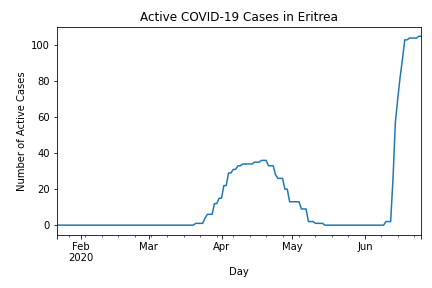 Active COVID-19 Cases in Eritrea
Number of Active Cases
100
80
60
40
20
0
Feb Mar Apr May Jun
2020
Day